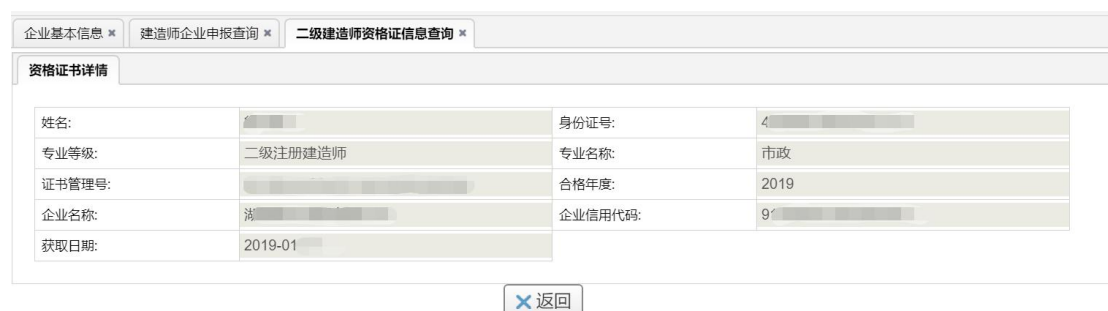 企业基本信息 × 建造师企业申报查询 × 二级建造师资格证信息查询 ×
资格证书详情
姓名: 身份证号: 4
专业等级: 二级注册建造师 专业名称: 市政
证书管理号: 合格年度: 2019
企业名称: 湖 企业信用代码: 91
获取日期: 2019-01
返回